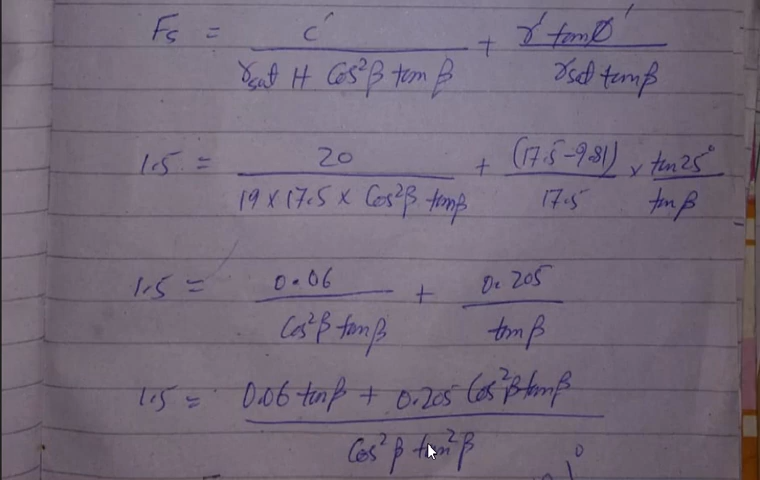 Fs = c' / γsat H Cos²β tanβ + γ' tanØ' / γsat tanβ
1.5 = 20 / 19 × 17.5 × Cos²β tanβ + (17.5-9.81) / 17.5 × tan25° / tanβ
1.5 = 0.06 / Cos²β tanβ + 0.205 / tanβ
1.5 = 0.06 tanβ + 0.205 Cos²β tanβ / Cos²β tan²β